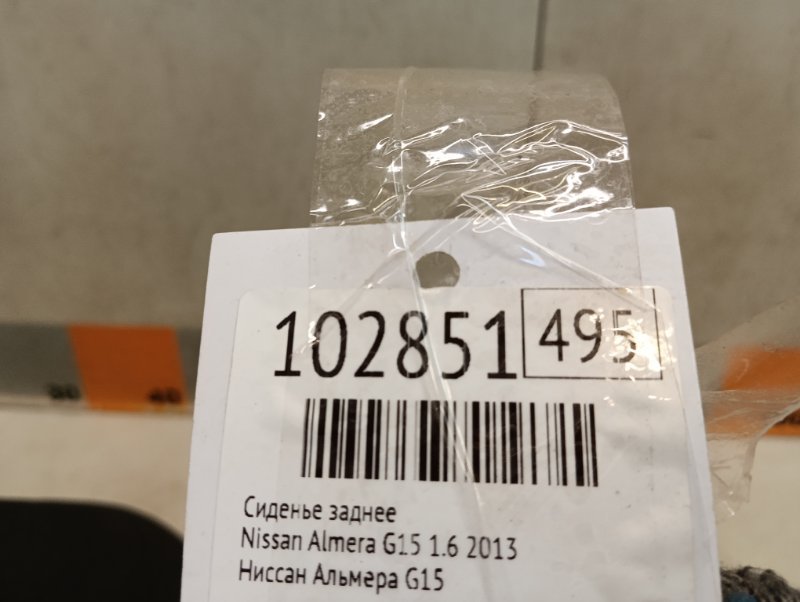 102851 495
Сиденье заднее
Nissan Almera G15 1.6 2013
Ниссан Альмера G15